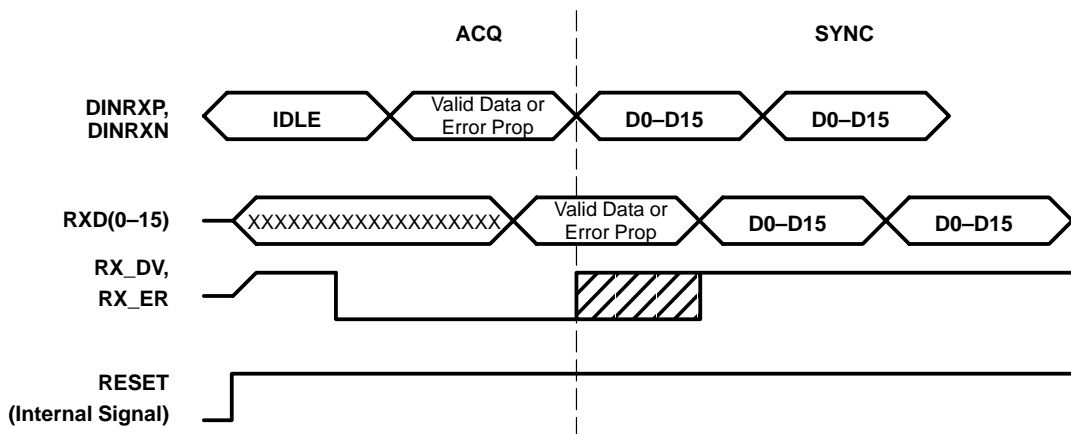 ACQ SYNC
DINRXP,
DINRXN
IDLE
Valid Data or
Error Prop
D0–D15
D0–D15
RXD(0–15)
XXXXXXXXXXXXXXXXXXX
Valid Data or
Error Prop
D0–D15
D0–D15
RX_DV,
RX_ER
RESET
(Internal Signal)